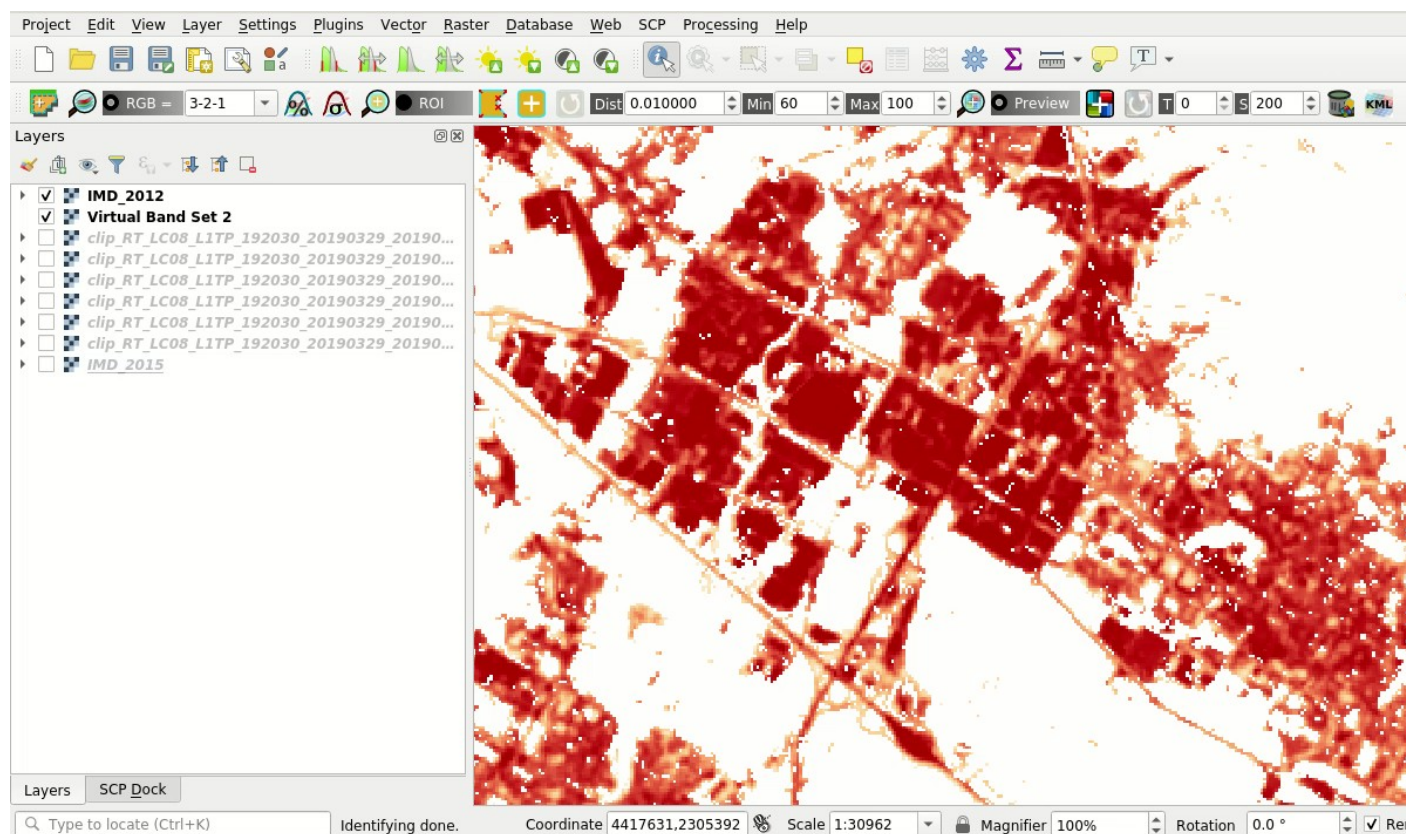 Project Edit View Layer Settings Plugins Vector Raster Database Web SCP Processing Help
a T
RGB = 3-2-1 ROI Dist 0.010000 Min 60 Max 100 Preview T 0 S 200 KML
Layers
IMD_2012
Virtual Band Set 2
clip_RT_LC08_L1TP_192030_20190329_20190...
clip_RT_LC08_L1TP_192030_20190329_20190...
clip_RT_LC08_L1TP_192030_20190329_20190...
clip_RT_LC08_L1TP_192030_20190329_20190...
clip_RT_LC08_L1TP_192030_20190329_20190...
clip_RT_LC08_L1TP_192030_20190329_20190...
IMD_2015
Layers SCP Dock
Type to locate (Ctrl+K) Identifying done. Coordinate 4417631,2305392 Scale 1:30962 Magnifier 100% Rotation 0.0 ° Re